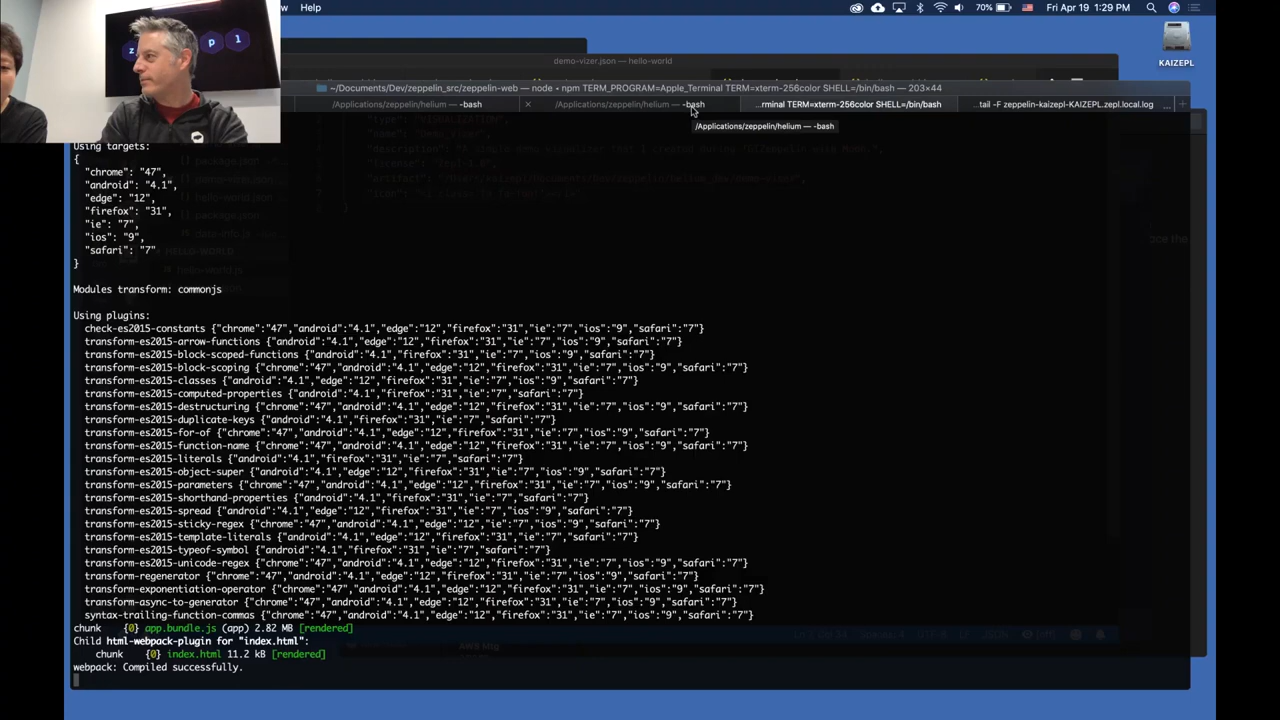 Help
70%
Fri Apr 19 1:29 PM
z p l
KAIZEPL
demo-vizer.json — hello-world
~/Documents/Dev/zeppelin_src/zeppelin-web — node • npm TERM_PROGRAM=Apple_Terminal TERM=xterm-256color SHELL=/bin/bash — 203×44
/Applications/zeppelin/helium — -bash
/Applications/zeppelin/helium — -bash
...rminal TERM=xterm-256color SHELL=/bin/bash
...tail -F zeppelin-kaizepl-KAIZEPL.zepl.local.log
/Applications/zeppelin/helium — -bash
Using targets:
{
"chrome": "47",
"android": "4.1",
"edge": "12",
"firefox": "31",
"ie": "7",
"ios": "9",
"safari": "7"
}
Modules transform: commonjs
Using plugins:
check-es2015-constants {"chrome":"47","android":"4.1","edge":"12","firefox":"31","ie":"7","ios":"9","safari":"7"}
transform-es2015-arrow-functions {"android":"4.1","edge":"12","firefox":"31","ie":"7","ios":"9","safari":"7"}
transform-es2015-block-scoped-functions {"android":"4.1","firefox":"31","ie":"7","ios":"9","safari":"7"}
transform-es2015-block-scoping {"chrome":"47","android":"4.1","edge":"12","firefox":"31","ie":"7","ios":"9","safari":"7"}
transform-es2015-classes {"android":"4.1","edge":"12","firefox":"31","ie":"7","ios":"9","safari":"7"}
transform-es2015-computed-properties {"android":"4.1","firefox":"31","ie":"7","safari":"7"}
transform-es2015-destructuring {"chrome":"47","android":"4.1","edge":"12","firefox":"31","ie":"7","ios":"9","safari":"7"}
transform-es2015-duplicate-keys {"android":"4.1","firefox":"31","ie":"7","safari":"7"}
transform-es2015-for-of {"chrome":"47","android":"4.1","edge":"12","firefox":"31","ie":"7","ios":"9","safari":"7"}
transform-es2015-function-name {"chrome":"47","android":"4.1","edge":"12","firefox":"31","ie":"7","ios":"9","safari":"7"}
transform-es2015-literals {"android":"4.1","firefox":"31","ie":"7","safari":"7"}
transform-es2015-object-super {"android":"4.1","edge":"12","firefox":"31","ie":"7","ios":"9","safari":"7"}
transform-es2015-parameters {"chrome":"47","android":"4.1","edge":"12","firefox":"31","ie":"7","ios":"9","safari":"7"}
transform-es2015-shorthand-properties {"android":"4.1","firefox":"31","ie":"7","safari":"7"}
transform-es2015-spread {"android":"4.1","edge":"12","firefox":"31","ie":"7","ios":"9","safari":"7"}
transform-es2015-sticky-regex {"chrome":"47","android":"4.1","edge":"12","ie":"7","ios":"9","safari":"7"}
transform-es2015-template-literals {"android":"4.1","edge":"12","firefox":"31","ie":"7","safari":"7"}
transform-es2015-typeof-symbol {"android":"4.1","firefox":"31","ie":"7","safari":"7"}
transform-es2015-unicode-regex {"chrome":"47","android":"4.1","firefox":"31","ie":"7","ios":"9","safari":"7"}
transform-regenerator {"chrome":"47","android":"4.1","edge":"12","firefox":"31","ie":"7","ios":"9","safari":"7"}
transform-exponentiation-operator {"chrome":"47","android":"4.1","edge":"12","firefox":"31","ie":"7","ios":"9","safari":"7"}
transform-async-to-generator {"chrome":"47","android":"4.1","edge":"12","firefox":"31","ie":"7","ios":"9","safari":"7"}
syntax-trailing-function-commas {"chrome":"47","android":"4.1","edge":"12","firefox":"31","ie":"7","ios":"9","safari":"7"}
chunk {0} app.bundle.js (app) 2.82 MB [rendered]
Child html-webpack-plugin for "index.html":
chunk {0} index.html 11.2 kB [rendered]
webpack: Compiled successfully.